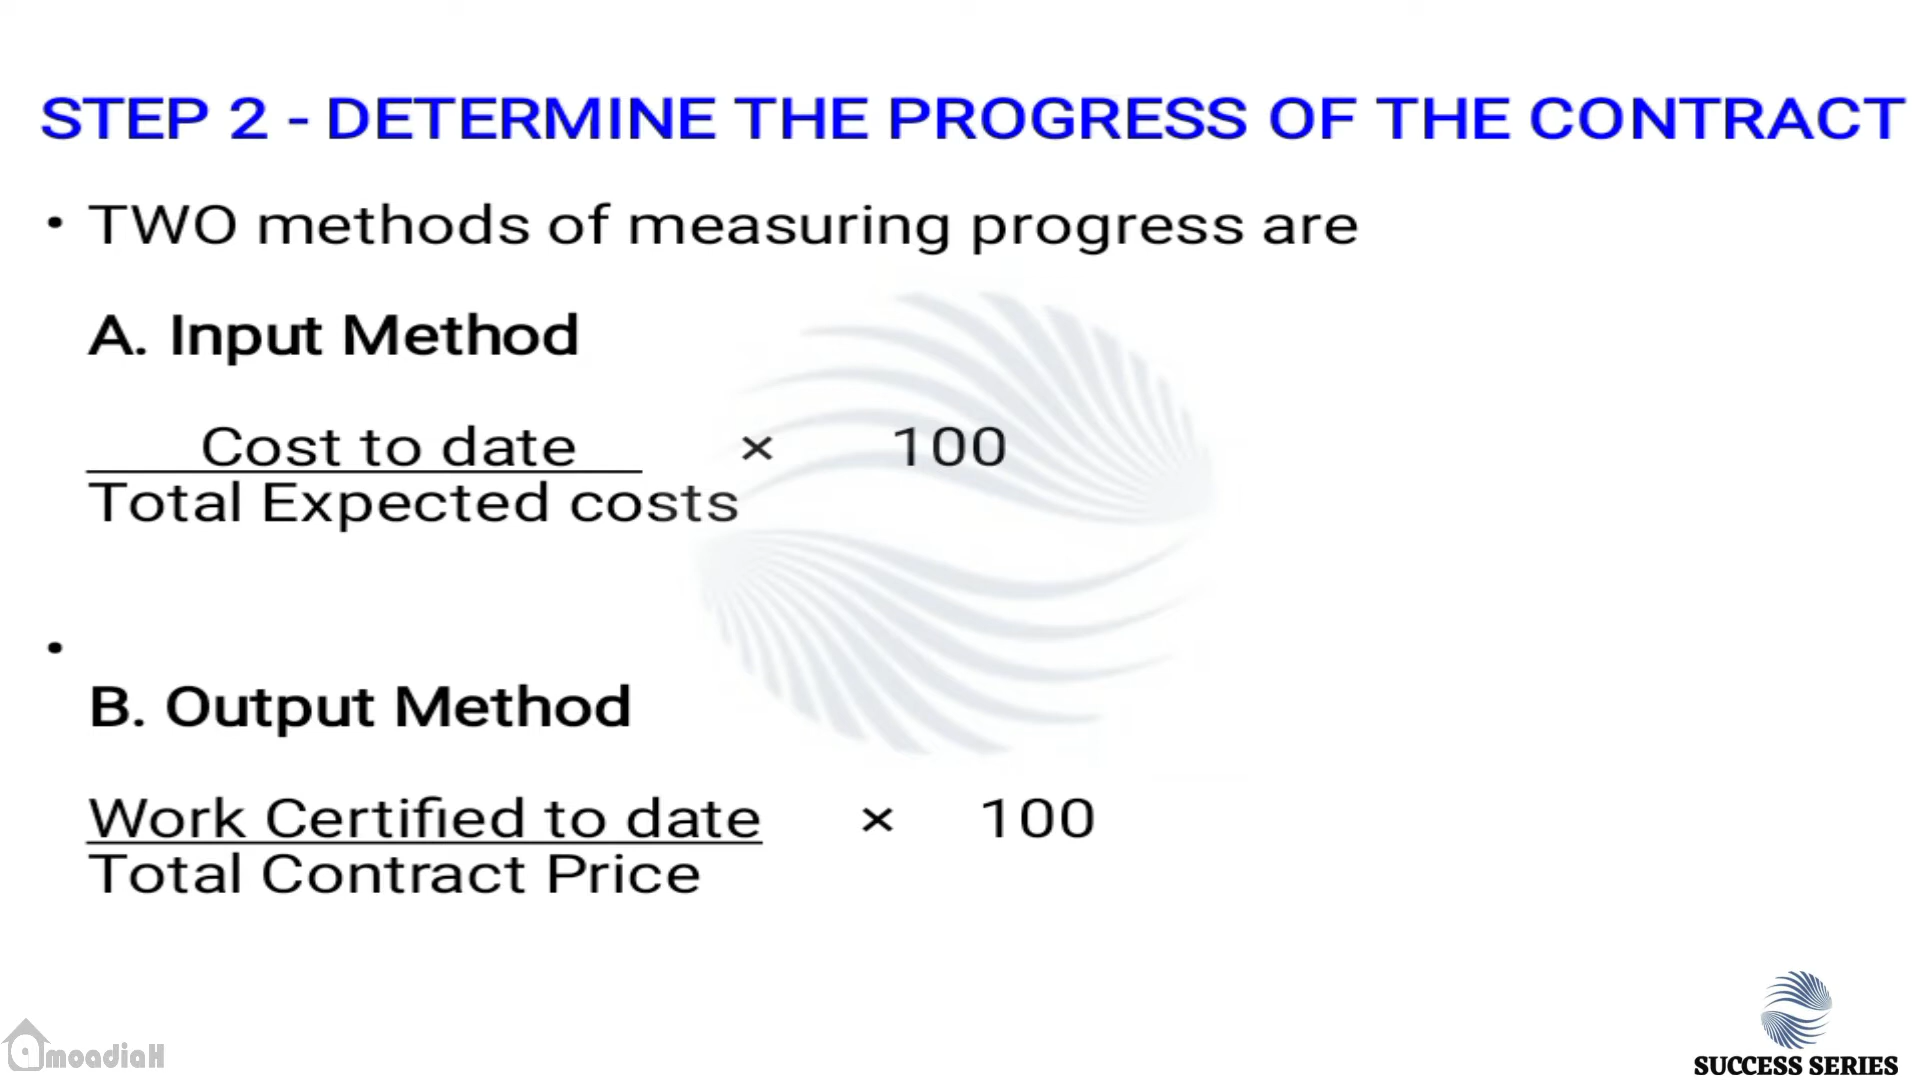 STEP 2 - DETERMINE THE PROGRESS OF THE CONTRACT
• TWO methods of measuring progress are
A. Input Method
Cost to date × 100
Total Expected costs
•
B. Output Method
Work Certified to date × 100
Total Contract Price
amoadiaH
SUCCESS SERIES